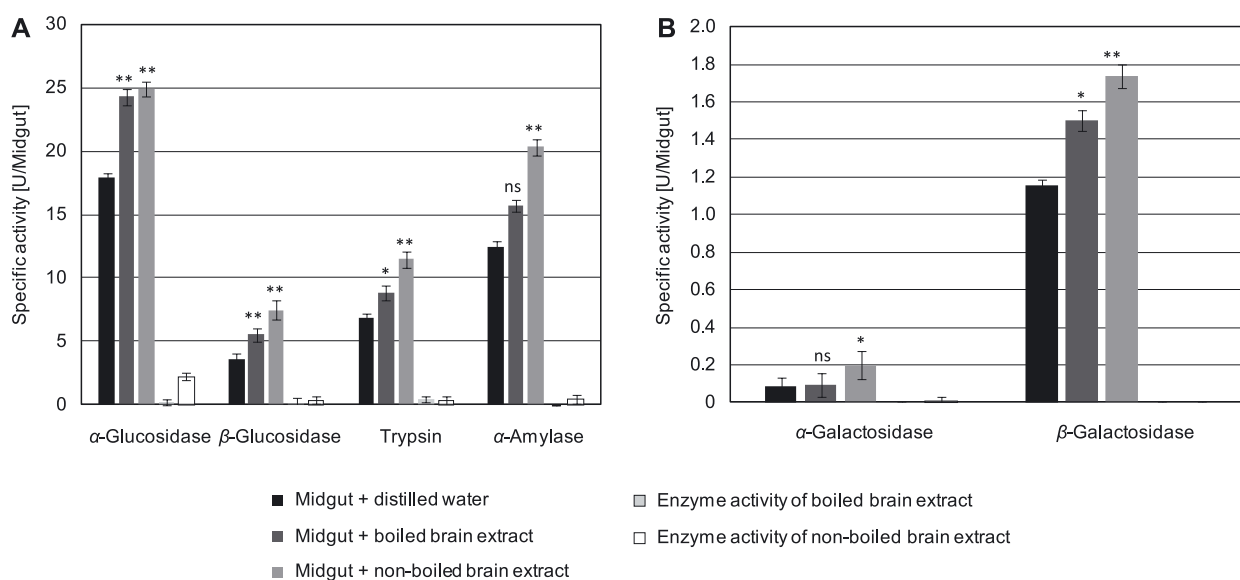 A
Specific activity [U/Midgut]
30
25
20
15
10
5
0
** **
** **
* **
ns **
α-Glucosidase β-Glucosidase Trypsin α-Amylase
B
Specific activity [U/Midgut]
2.0
1.8
1.6
1.4
1.2
1.0
0.8
0.6
0.4
0.2
0
ns *
* **
α-Galactosidase β-Galactosidase
Midgut + distilled water
Midgut + boiled brain extract
Midgut + non-boiled brain extract
Enzyme activity of boiled brain extract
Enzyme activity of non-boiled brain extract